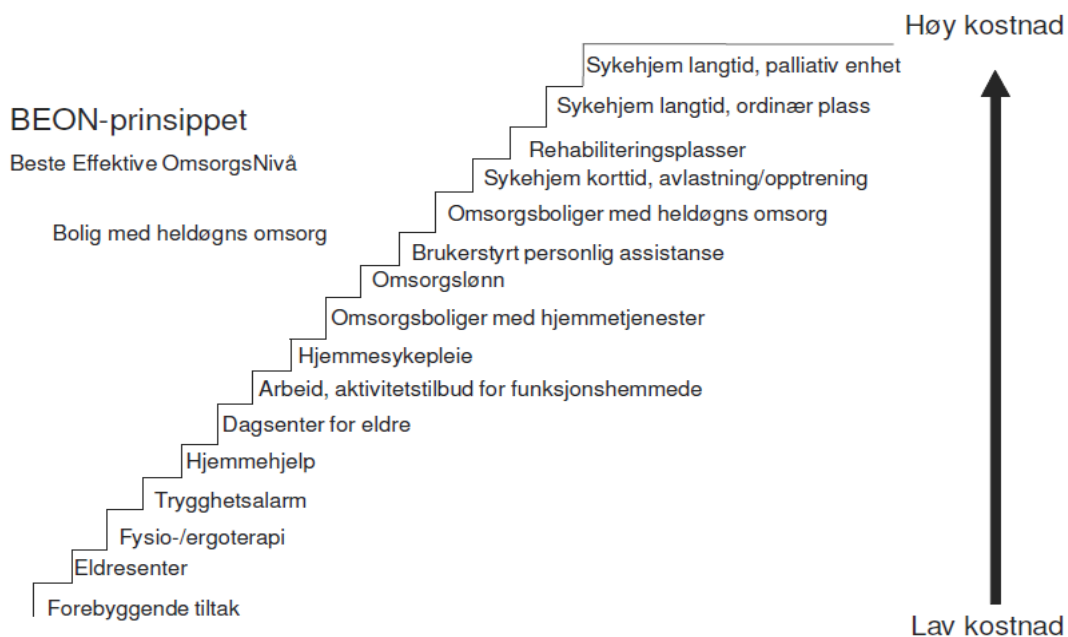 Høy kostnad
Sykehjem langtid, palliativ enhet
Sykehjem langtid, ordinær plass
BEON-prinsippet
Rehabiliteringsplasser
Beste Effektive OmsorgsNivå
Sykehjem korttid, avlastning/opptrening
Omsorgsboliger med heldøgns omsorg
Bolig med heldøgns omsorg
Brukerstyrt personlig assistanse
Omsorgslønn
Omsorgsboliger med hjemmetjenester
Hjemmesykepleie
Arbeid, aktivitetstilbud for funksjonshemmede
Dagsenter for eldre
Hjemmehjelp
Trygghetsalarm
Fysio-/ergoterapi
Eldresenter
Forebyggende tiltak
Lav kostnad